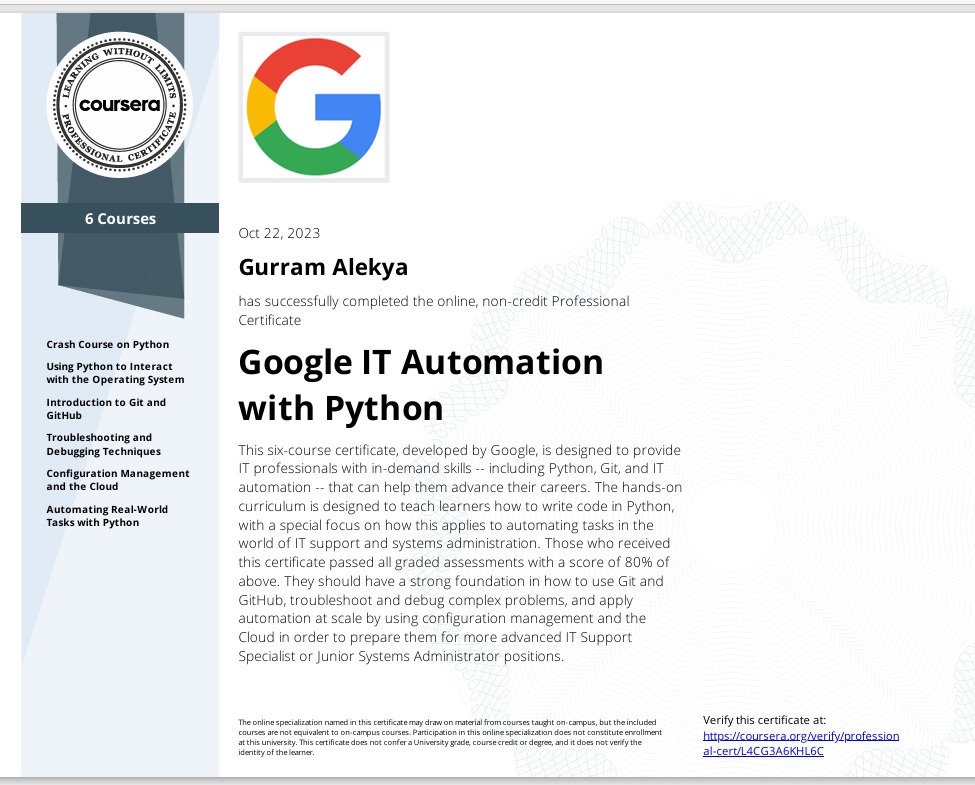 LEARNING WITHOUT LIMITS
coursera
PROFESSIONAL CERTIFICATE
6 Courses
Crash Course on Python
Using Python to Interact
with the Operating System
Introduction to Git and
GitHub
Troubleshooting and
Debugging Techniques
Configuration Management
and the Cloud
Automating Real-World
Tasks with Python
Oct 22, 2023
Gurram Alekya
has successfully completed the online, non-credit Professional
Certificate
Google IT Automation
with Python
This six-course certificate, developed by Google, is designed to provide
IT professionals with in-demand skills -- including Python, Git, and IT
automation -- that can help them advance their careers. The hands-on
curriculum is designed to teach learners how to write code in Python,
with a special focus on how this applies to automating tasks in the
world of IT support and systems administration. Those who received
this certificate passed all graded assessments with a score of 80% of
above. They should have a strong foundation in how to use Git and
GitHub, troubleshoot and debug complex problems, and apply
automation at scale by using configuration management and the
Cloud in order to prepare them for more advanced IT Support
Specialist or Junior Systems Administrator positions.
The online specialization named in this certificate may draw on material from courses taught on-campus, but the included
courses are not equivalent to on-campus courses. Participation in this online specialization does not constitute enrollment
at this university. This certificate does not confer a University grade, course credit or degree, and it does not verify the
identity of the learner.
Verify this certificate at:
https://coursera.org/verify/profession
al-cert/L4CG3A6KHL6C